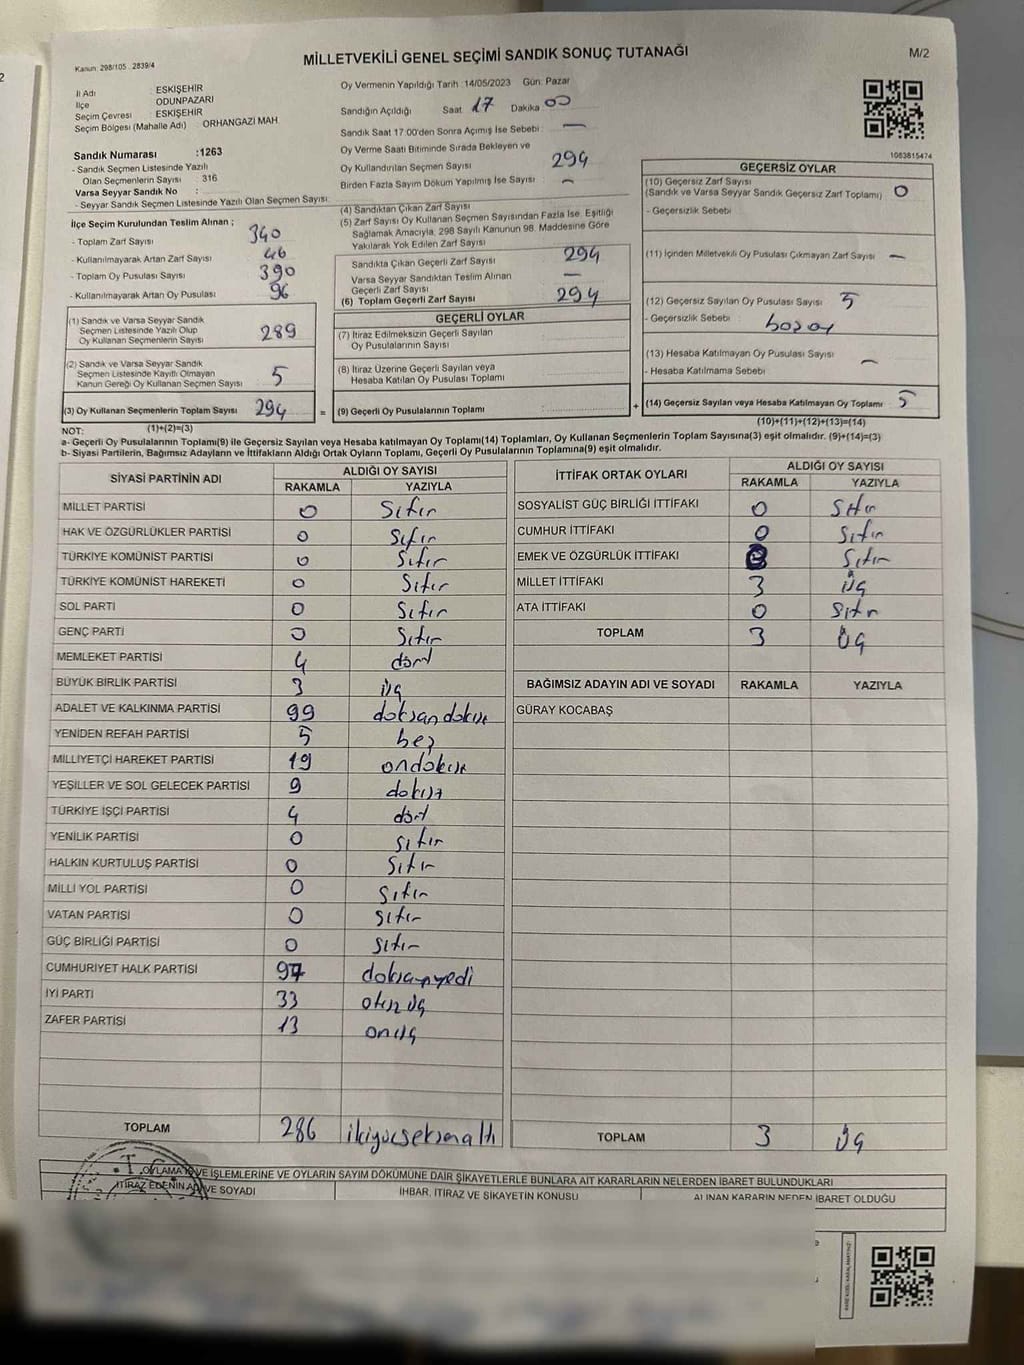 MİLLETVEKİLİ GENEL SEÇİMİ SANDIK SONUÇ TUTANAĞI
M/2
Kanun: 298/105 , 2839/4
İl Adı : ESKİŞEHİR
İlçe ODUNPAZARI
Seçim Çevresi ESKİŞEHİR
Seçim Bölgesi (Mahalle Adı) ORHANGAZİ MAH.
Sandık Numarası :1263
- Sandık Seçmen Listesinde Yazılı
Olan Seçmenlerin Sayısı : 316
Varsa Seyyar Sandık No :
- Seyyar Sandık Seçmen Listesinde Yazılı Olan Seçmen Sayısı
Oy Vermenin Yapıldığı Tarih :14/05/2023 Gün: Pazar
Sandığın Açıldığı Saat 17 Dakika 00
Sandık Saat 17:00'den Sonra Açımış İse Sebebi : —
Oy Verme Saati Bitiminde Sırada Bekleyen ve
Oy Kullandırılan Seçmen Sayısı 294
Birden Fazla Sayım Döküm Yapılmış İse Sayısı : —
1083815474
İlçe Seçim Kurulundan Teslim Alınan ;
- Toplam Zarf Sayısı 340
- Kullanılmayarak Artan Zarf Sayısı 46
- Toplam Oy Pusulası Sayısı 390
- Kullanılmayarak Artan Oy Pusulası 96
(4) Sandıktan Çıkan Zarf Sayısı
(5) Zarf Sayısı Oy Kullanan Seçmen Sayısından Fazla İse, Eşitliği
Sağlamak Amacıyla, 298 Sayılı Kanunun 98. Maddesine Göre
Yakılarak Yok Edilen Zarf Sayısı
Sandıkta Çıkan Geçerli Zarf Sayısı 294
Varsa Seyyar Sandıktan Teslim Alınan
Geçerli Zarf Sayısı —
(6) Toplam Geçerli Zarf Sayısı 294
GEÇERSİZ OYLAR
(10) Geçersiz Zarf Sayısı
(Sandık ve Varsa Seyyar Sandık Geçersiz Zarf Toplamı) 0
- Geçersizlik Sebebi
(11) İçinden Milletvekili Oy Pusulası Çıkmayan Zarf Sayısı —
(12) Geçersiz Sayılan Oy Pusulası Sayısı 5
- Geçersizlik Sebebi :
(13) Hesaba Katılmayan Oy Pusulası Sayısı —
- Hesaba Katılmama Sebebi
(14) Geçersiz Sayılan veya Hesaba Katılmayan Oy Toplamı 5
(10)+(11)+(12)+(13)=(14)
(1) Sandık ve Varsa Seyyar Sandık
Seçmen Listesinde Yazılı Olup
Oy Kullanan Seçmenlerin Sayısı 289
(2) Sandık ve Varsa Seyyar Sandık
Seçmen Listesinde Kayıtlı Olmayan
Kanun Gereği Oy Kullanan Seçmen Sayısı 5
(3) Oy Kullanan Seçmenlerin Toplam Sayısı 294 =
(1)+(2)=(3)
GEÇERLİ OYLAR
(7) İtiraz Edilmeksizin Geçerli Sayılan
Oy Pusulalarının Sayısı
(8) İtiraz Üzerine Geçerli Sayılan veya
Hesaba Katılan Oy Pusulası Toplamı
(9) Geçerli Oy Pusulalarının Toplamı : +
NOT:
a- Geçerli Oy Pusulalarının Toplamı(9) ile Geçersiz Sayılan veya Hesaba katılmayan Oy Toplamı(14) Toplamları, Oy Kullanan Seçmenlerin Toplam Sayısına(3) eşit olmalıdır. (9)+(14)=(3)
b- Siyasi Partilerin, Bağımsız Adayların ve İttifakların Aldığı Ortak Oyların Toplamı, Geçerli Oy Pusulalarının Toplamına(9) eşit olmalıdır.
SİYASİ PARTİNİN ADI ALDIĞI OY SAYISI
RAKAMLA YAZIYLA
MİLLET PARTİSİ 0 Sıfır
HAK VE ÖZGÜRLÜKLER PARTİSİ 0 Sıfır
TÜRKİYE KOMÜNİST PARTİSİ 0 Sıfır
TÜRKİYE KOMÜNİST HAREKETİ 0 Sıfır
SOL PARTİ 0 Sıfır
GENÇ PARTİ 0 Sıfır
MEMLEKET PARTİSİ 4 dört
BÜYÜK BİRLİK PARTİSİ 3 üç
ADALET VE KALKINMA PARTİSİ 99 doksandokuz
YENİDEN REFAH PARTİSİ 5 beş
MİLLİYETÇİ HAREKET PARTİSİ 19 ondokuz
YEŞİLLER VE SOL GELECEK PARTİSİ 9 dokuz
TÜRKİYE İŞÇİ PARTİSİ 4 dört
YENİLİK PARTİSİ 0 sıfır
HALKIN KURTULUŞ PARTİSİ 0 Sıfır
MİLLİ YOL PARTİSİ 0 sıfır
VATAN PARTİSİ 0 sıfır
GÜÇ BİRLİĞİ PARTİSİ 0 sıfır
CUMHURİYET HALK PARTİSİ 97 doksanyedi
İYİ PARTİ 33 otuz üç
ZAFER PARTİSİ 13 onüç
TOPLAM 286 ikiyüzseksenaltı
İTTİFAK ORTAK OYLARI ALDIĞI OY SAYISI
RAKAMLA YAZIYLA
SOSYALİST GÜÇ BİRLİĞİ İTTİFAKI 0 Sıfır
CUMHUR İTTİFAKI 0 Sıfır
EMEK VE ÖZGÜRLÜK İTTİFAKI 0 Sıfır
MİLLET İTTİFAKI 3 üç
ATA İTTİFAKI 0 Sıfır
TOPLAM 3 üç
BAĞIMSIZ ADAYIN ADI VE SOYADI RAKAMLA YAZIYLA
GÜRAY KOCABAŞ
TOPLAM 3 üç
OYLAMA VE İŞLEMLERİNE VE OYLARIN SAYIM DÖKÜMÜNE DAİR ŞİKAYETLERLE BUNLARA AİT KARARLARIN NELERDEN İBARET BULUNDUKLARI
İTİRAZ EDENİN ADI VE SOYADI İHBAR, İTİRAZ VE ŞİKAYETİN KONUSU ALINAN KARARIN NEDEN İBARET OLDUĞU